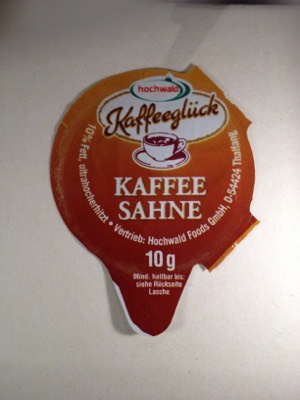 hochwald
Kaffeeglück
10% Fett, ultrahocherhitzt • Vertrieb: Hochwald Foods GmbH, D-54424 Thalfang
KAFFEE
SAHNE
10 g
Mind. haltbar bis:
siehe Rückseite
Lasche